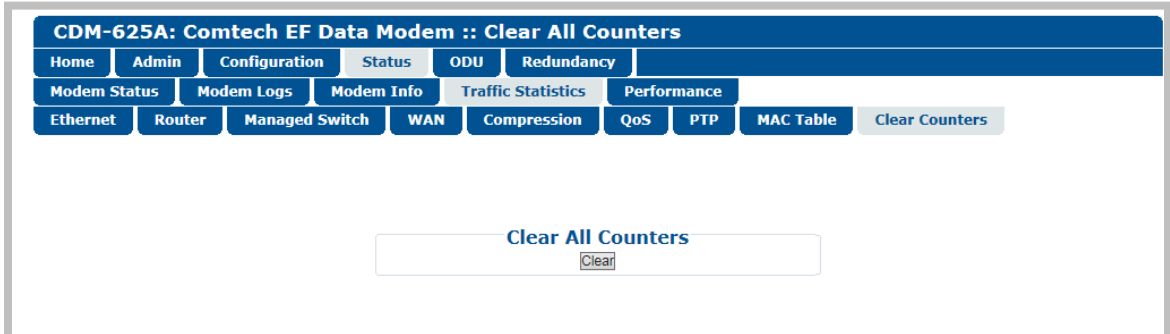 CDM-625A: Comtech EF Data Modem :: Clear All Counters
Home Admin Configuration Status ODU Redundancy
Modem Status Modem Logs Modem Info Traffic Statistics Performance
Ethernet Router Managed Switch WAN Compression QoS PTP MAC Table Clear Counters
Clear All Counters
Clear